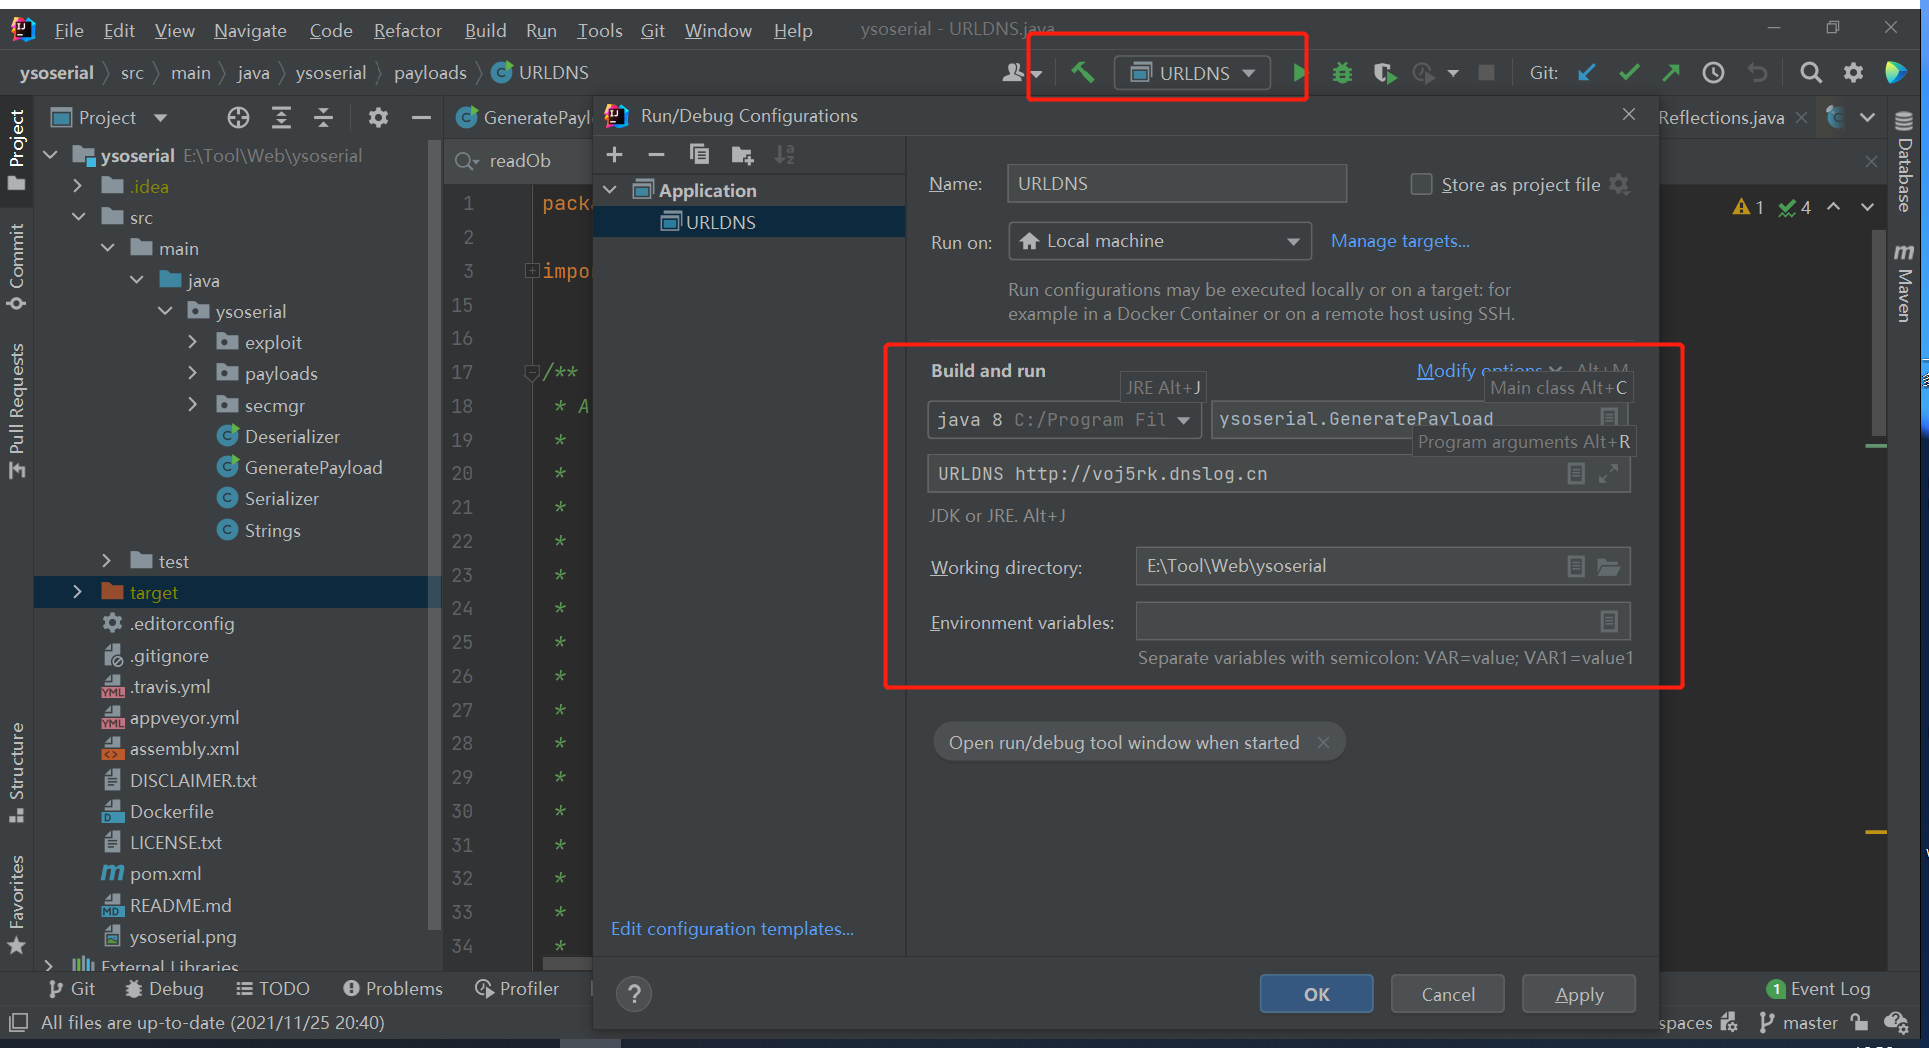 File Edit View Navigate Code Refactor Build Run Tools Git Window Help ysoserial - URLDNS.java
ysoserial src main java ysoserial payloads URLDNS
URLDNS
Git:
Project
GeneratePayl
Run/Debug Configurations
Reflections.java
ysoserial E:\Tool\Web\ysoserial
.idea
src
main
java
ysoserial
exploit
payloads
secmgr
Deserializer
GeneratePayload
Serializer
Strings
test
target
.editorconfig
.gitignore
.travis.yml
appveyor.yml
assembly.xml
DISCLAIMER.txt
Dockerfile
LICENSE.txt
pom.xml
README.md
ysoserial.png
External Libraries
readOb
1 pack
2
3 impo
15
16
17 /**
18 * A
19 *
20 *
21 *
22 *
23 *
24 *
25 *
26 *
27 *
28 *
29 *
30 *
31 *
32 *
33 *
34 *
Application
URLDNS
Edit configuration templates...
Name: URLDNS
Store as project file
Run on: Local machine Manage targets...
Run configurations may be executed locally or on a target: for
example in a Docker Container or on a remote host using SSH.
Build and run Modify options Alt+M
JRE Alt+J
Main class Alt+C
java 8 C:/Program Fil ysoserial.GeneratePayload
Program arguments Alt+R
URLDNS http://voj5rk.dnslog.cn
JDK or JRE. Alt+J
Working directory: E:\Tool\Web\ysoserial
Environment variables:
Separate variables with semicolon: VAR=value; VAR1=value1
Open run/debug tool window when started
? OK Cancel Apply
1 4
Project
Commit
Pull Requests
Structure
Favorites
Database
Maven
Git Debug TODO Problems Profiler
1 Event Log
All files are up-to-date (2021/11/25 20:40)
spaces master